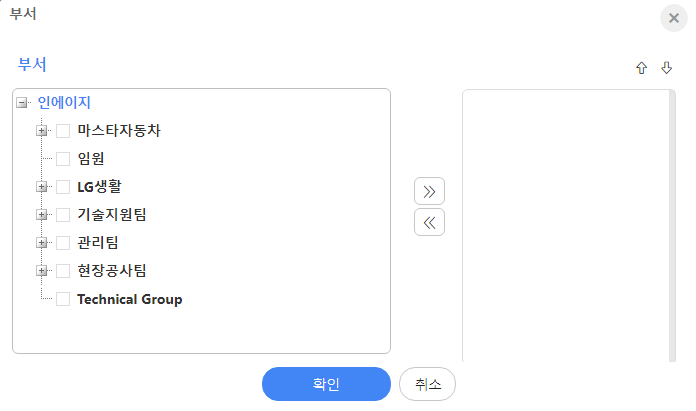 부서
부서
인에이지
마스타자동차
임원
LG생활
기술지원팀
관리팀
현장공사팀
Technical Group
확인
취소